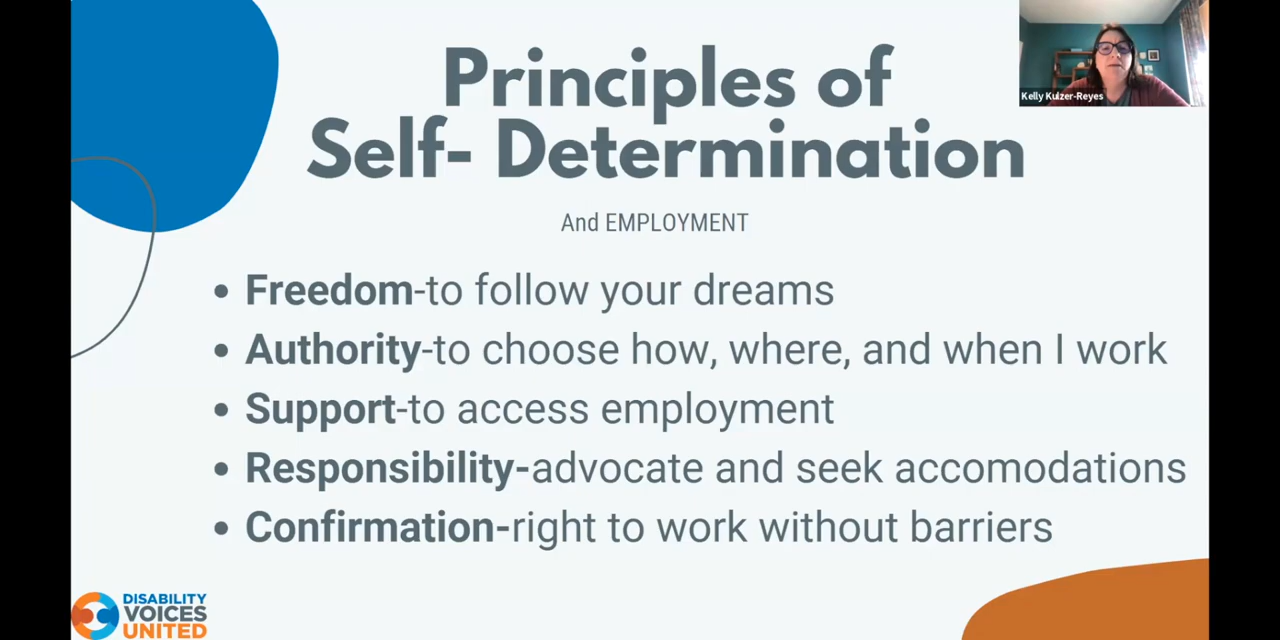 Principles of
Self- Determination
Kelly Kulzer-Reyes
And EMPLOYMENT
• Freedom-to follow your dreams
• Authority-to choose how, where, and when I work
• Support-to access employment
• Responsibility-advocate and seek accomodations
• Confirmation-right to work without barriers
DISABILITY
VOICES
UNITED